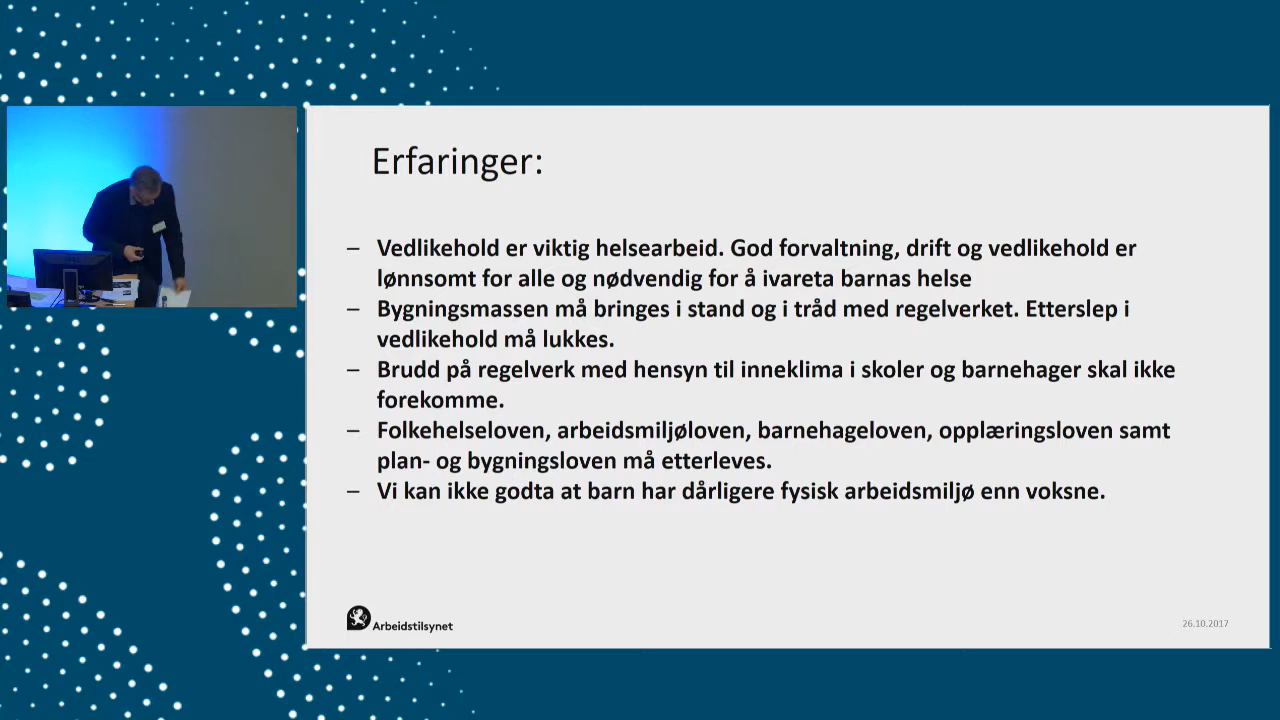 Erfaringer:
– Vedlikehold er viktig helsearbeid. God forvaltning, drift og vedlikehold er
lønnsomt for alle og nødvendig for å ivareta barnas helse
– Bygningsmassen må bringes i stand og i tråd med regelverket. Etterslep i
vedlikehold må lukkes.
– Brudd på regelverk med hensyn til inneklima i skoler og barnehager skal ikke
forekomme.
– Folkehelseloven, arbeidsmiljøloven, barnehageloven, opplæringsloven samt
plan- og bygningsloven må etterleves.
– Vi kan ikke godta at barn har dårligere fysisk arbeidsmiljø enn voksne.
Arbeidstilsynet
26.10.2017